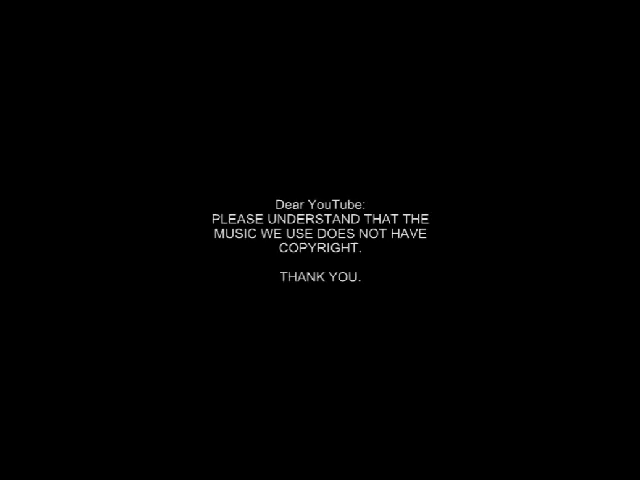 Dear YouTube:
PLEASE UNDERSTAND THAT THE
MUSIC WE USE DOES NOT HAVE
COPYRIGHT.
THANK YOU.